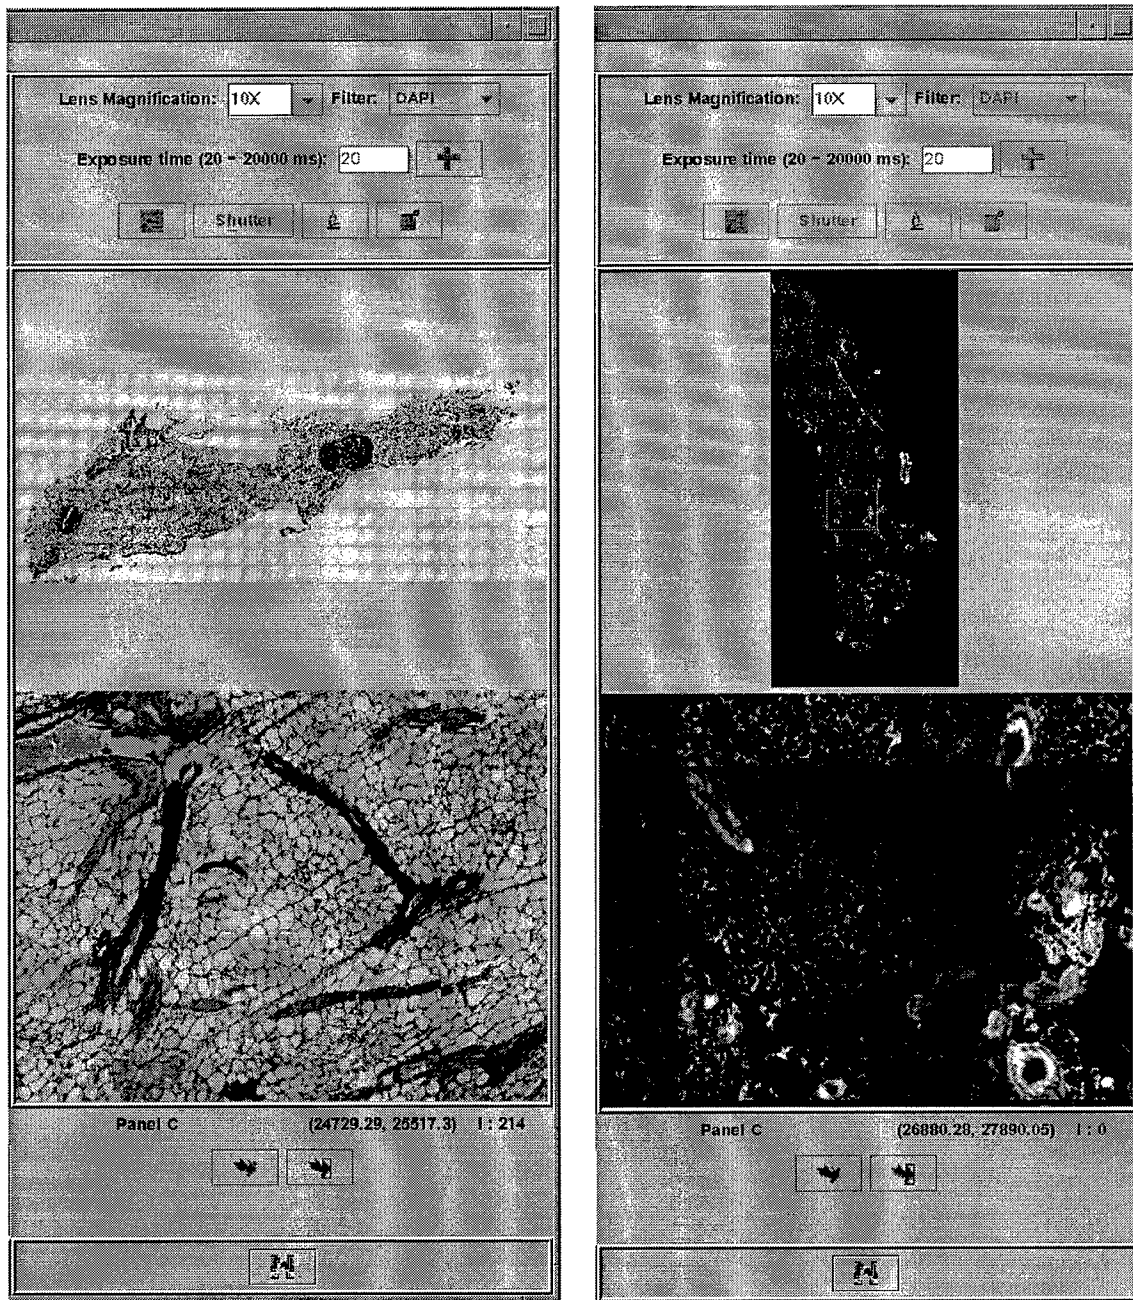 Lens Magnification: 10X Filter: DAPI
Exposure time (20 - 20000 ms): 20
Shutter
Panel C (24729.29, 25517.3) I : 214
Lens Magnification: 10X Filter: DAPI
Exposure time (20 - 20000 ms): 20
Shutter
Panel C (26880.28, 27890.05) I : 0